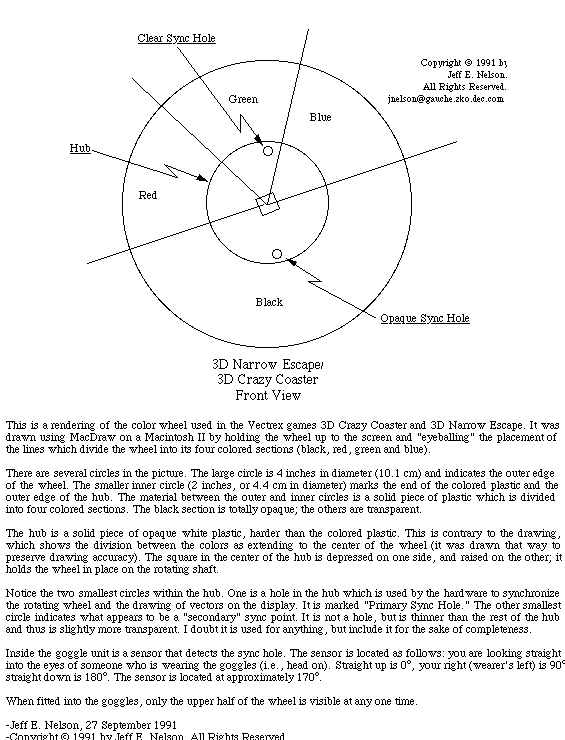 Clear Sync Hole
Copyright © 1991 by
Jeff E. Nelson.
All Rights Reserved.
jnelson@gauche.zko.dec.com
Green
Blue
Hub
Red
Black
Opaque Sync Hole
3D Narrow Escape/
3D Crazy Coaster
Front View
This is a rendering of the color wheel used in the Vectrex games 3D Crazy Coaster and 3D Narrow Escape. It was
drawn using MacDraw on a Macintosh II by holding the wheel up to the screen and "eyeballing" the placement of
the lines which divide the wheel into its four colored sections (black, red, green and blue).
There are several circles in the picture. The large circle is 4 inches in diameter (10.1 cm) and indicates the outer edge
of the wheel. The smaller inner circle (2 inches, or 4.4 cm in diameter) marks the end of the colored plastic and the
outer edge of the hub. The material between the outer and inner circles is a solid piece of plastic which is divided
into four colored sections. The black section is totally opaque; the others are transparent.
The hub is a solid piece of opaque white plastic, harder than the colored plastic. This is contrary to the drawing,
which shows the division between the colors as extending to the center of the wheel (it was drawn that way to
preserve drawing accuracy). The square in the center of the hub is depressed on one side, and raised on the other; it
holds the wheel in place on the rotating shaft.
Notice the two smallest circles within the hub. One is a hole in the hub which is used by the hardware to synchronize
the rotating wheel and the drawing of vectors on the display. It is marked "Primary Sync Hole." The other smallest
circle indicates what appears to be a "secondary" sync point. It is not a hole, but is thinner than the rest of the hub
and thus is slightly more transparent. I doubt it is used for anything, but include it for the sake of completeness.
Inside the goggle unit is a sensor that detects the sync hole. The sensor is located as follows: you are looking straight
into the eyes of someone who is wearing the goggles (i.e., head on). Straight up is 0°, your right (wearer's left) is 90°
straight down is 180°. The sensor is located at approximately 170°.
When fitted into the goggles, only the upper half of the wheel is visible at any one time.
-Jeff E. Nelson, 27 September 1991
-Copyright © 1991 by Jeff E. Nelson. All Rights Reserved